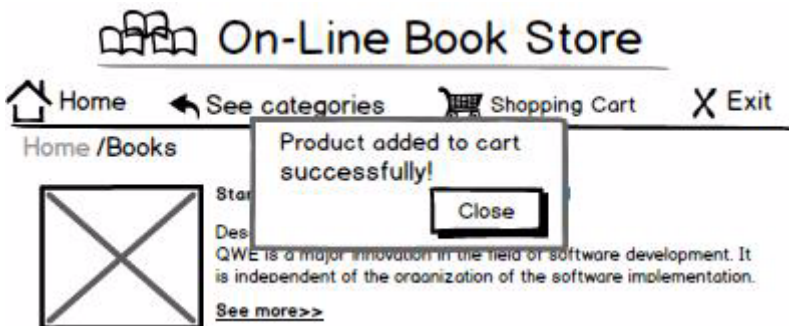 On-Line Book Store
Home See categories Shopping Cart X Exit
Home /Books
Product added to cart
successfully!
Close
QWE is a major innovation in the field of software development. It
is independent of the organization of the software implementation.
See more>>